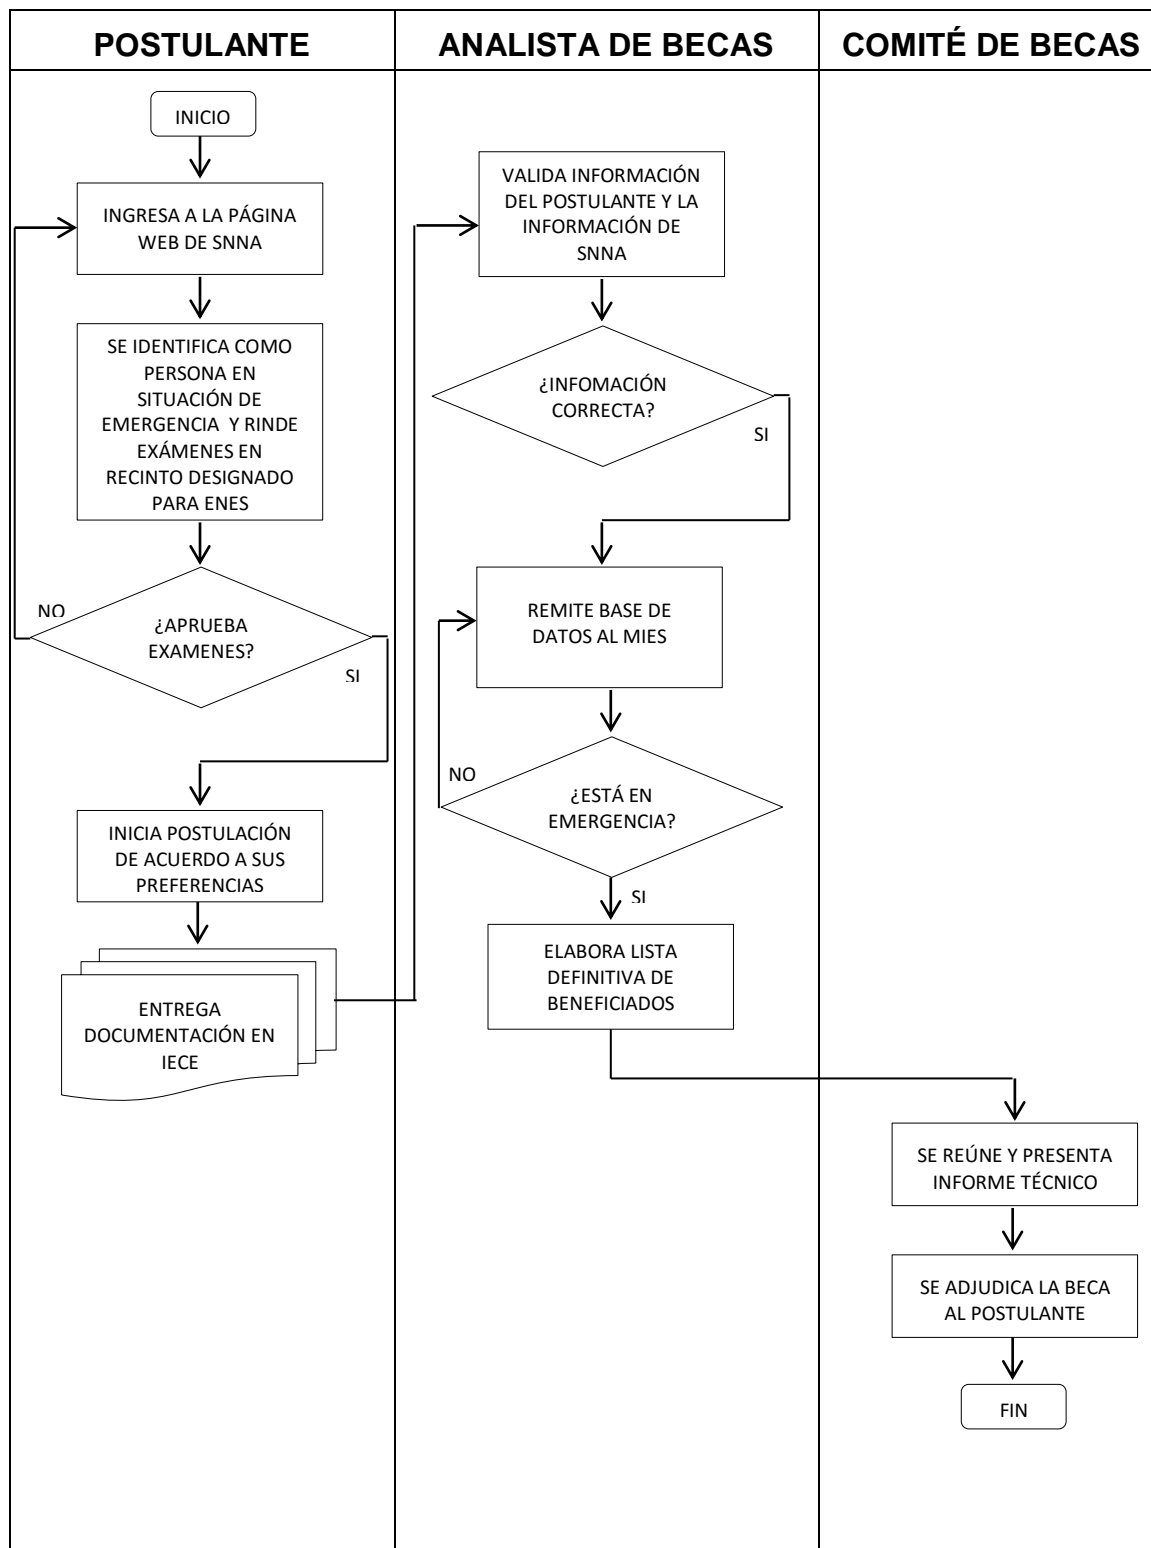 POSTULANTE
ANALISTA DE BECAS
COMITÉ DE BECAS
INICIO
INGRESA A LA PÁGINA
WEB DE SNNA
SE IDENTIFICA COMO
PERSONA EN
SITUACIÓN DE
EMERGENCIA Y RINDE
EXÁMENES EN
RECINTO DESIGNADO
PARA ENES
NO
¿APRUEBA
EXAMENES?
SI
INICIA POSTULACIÓN
DE ACUERDO A SUS
PREFERENCIAS
ENTREGA
DOCUMENTACIÓN EN
IECE
VALIDA INFORMACIÓN
DEL POSTULANTE Y LA
INFORMACIÓN DE
SNNA
¿INFOMACIÓN
CORRECTA?
SI
REMITE BASE DE
DATOS AL MIES
NO
¿ESTÁ EN
EMERGENCIA?
SI
ELABORA LISTA
DEFINITIVA DE
BENEFICIADOS
SE REÚNE Y PRESENTA
INFORME TÉCNICO
SE ADJUDICA LA BECA
AL POSTULANTE
FIN